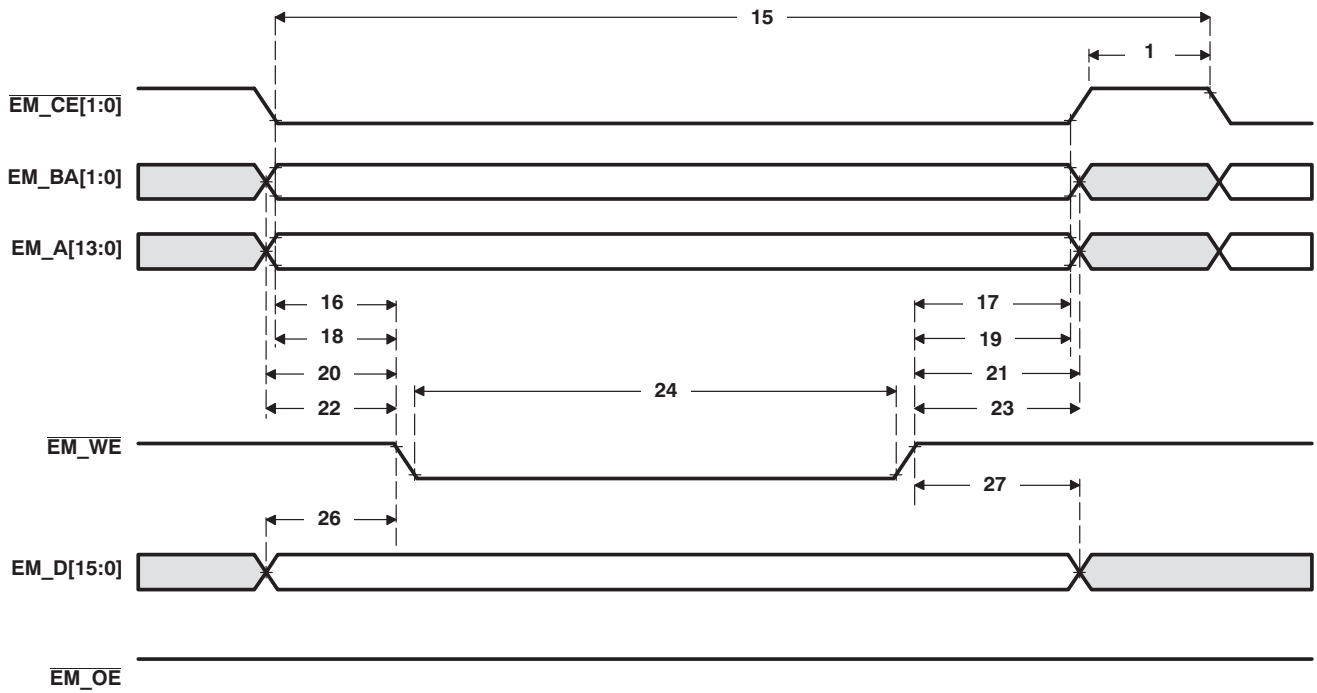 15
1
EM_CE[1:0]
EM_BA[1:0]
EM_A[13:0]
16 17
18 19
20 21
24
22 23
EM_WE
27
26
EM_D[15:0]
EM_OE